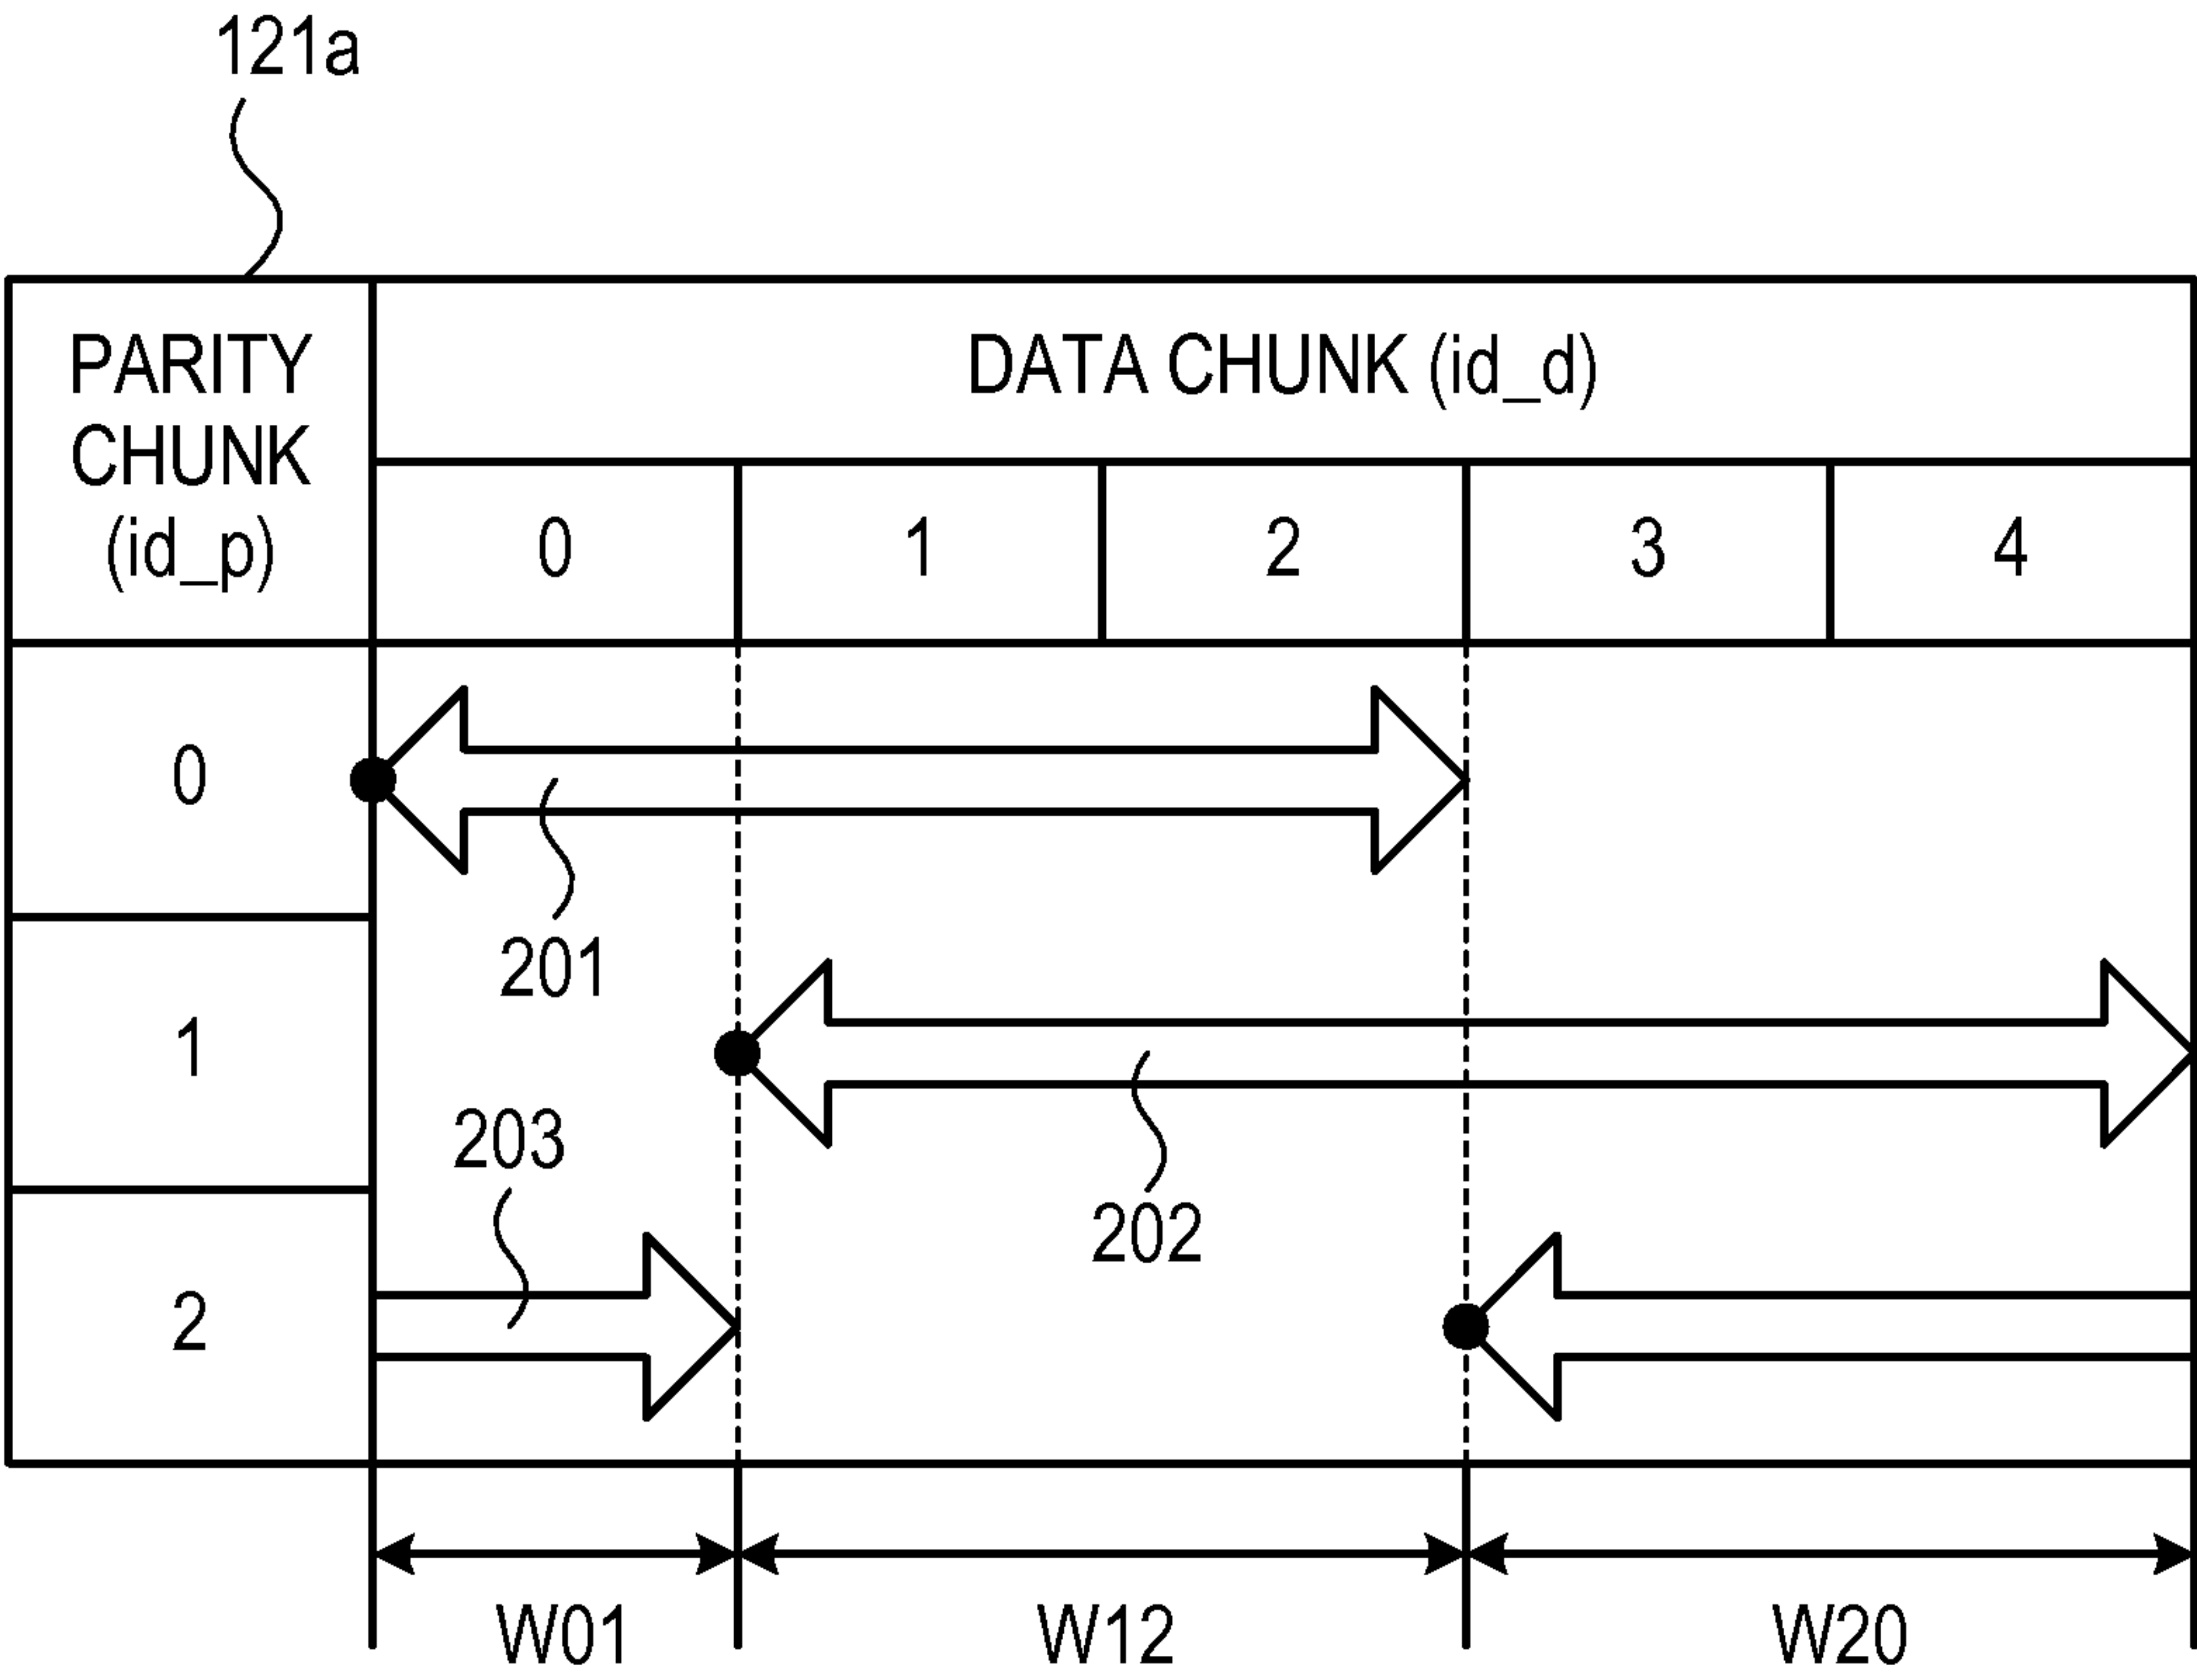 121a
PARITY
CHUNK
(id_p)
DATA CHUNK (id_d)
0 1 2 3 4
0
201
1
203
202
2
W01 W12 W20